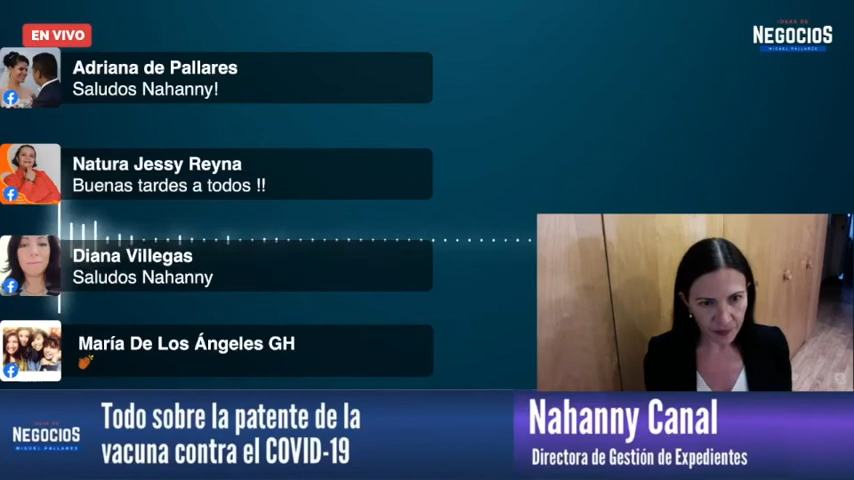 EN VIVO
IDEAS DE
NEGOCIOS
MIGUEL PALLARES
Adriana de Pallares
Saludos Nahanny!
Natura Jessy Reyna
Buenas tardes a todos !!
Diana Villegas
Saludos Nahanny
María De Los Ángeles GH
IDEAS DE
NEGOCIOS
MIGUEL PALLARES
Todo sobre la patente de la
vacuna contra el COVID-19
Nahanny Canal
Directora de Gestión de Expedientes